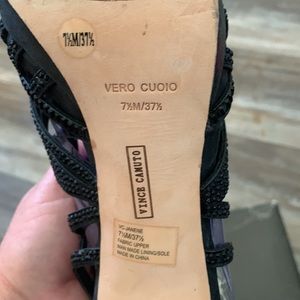 7½M/37½
VERO CUOIO
7½M/37½
VINCE CAMUTO
VC-JANENE
7½M/37½
FABRIC UPPER
MAN MADE LINING/SOLE
MADE IN CHINA